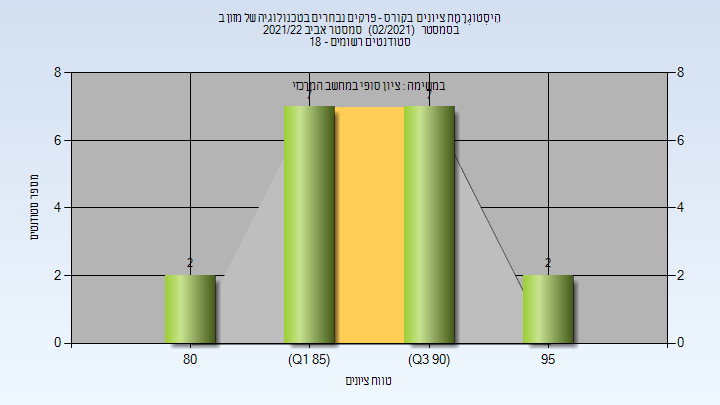 הִיסְטוֹגְרָמַת ציונים בקורס - פרקים נבחרים בטכנולוגיה של מזון ב
בסמסטר (02/2021) סמסטר אביב 2021/22
סטודנטים רשומים - 18
במשימה : ציון סופי במחשב המרכזי
8 8
6 6
4 4
2 2
0 0
2 7 7 2
80 (Q1 85) (Q3 90) 95
מספר סטודנטים
טווח ציונים